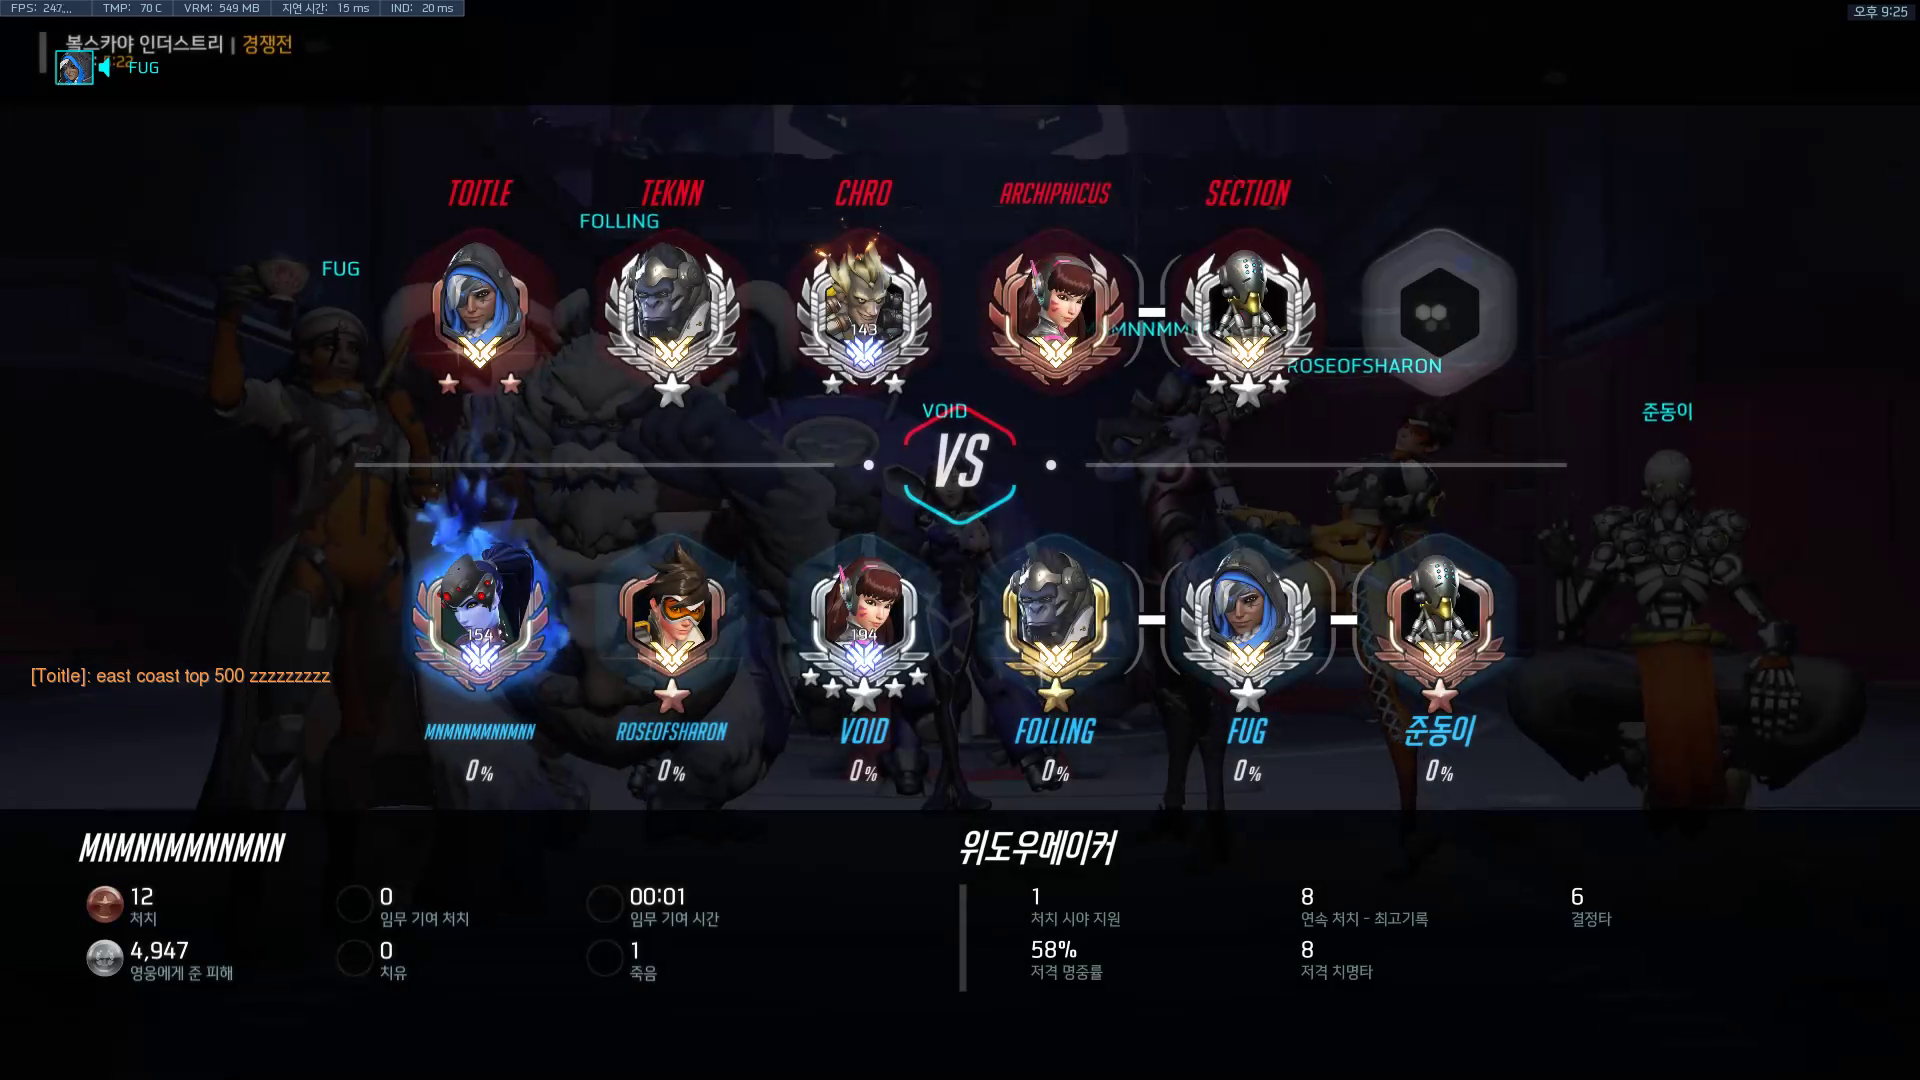 FPS: 247... TMP: 70 C VRM: 549 MB 지연 시간: 15 ms IND: 20 ms
오후 9:25
볼스카야 인더스트리 | 경쟁전
:22
FUG
TOITLE TEKNN CHRO ARCHIPHICUS SECTION
FOLLING
FUG
143
MNNMM
ROSEOFSHARON
VOID
준동이
VS
154 194
[Toitle]: east coast top 500 zzzzzzzzz
MNMNNMMNNMNN ROSEOFSHARON VOID FOLLING FUG 준동이
0% 0% 0% 0% 0% 0%
MNMNNMMNNMNN 위도우메이커
12 0 00:01 1 8 6
처치 임무 기여 처치 임무 기여 시간 처치 시야 지원 연속 처치 - 최고기록 결정타
4,947 0 1 58% 8
영웅에게 준 피해 치유 죽음 저격 명중률 저격 치명타